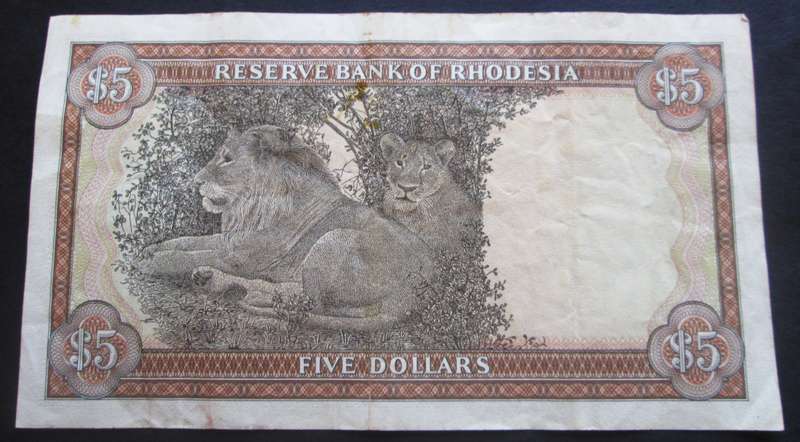 $5 RESERVE BANK OF RHODESIA $5
$5 FIVE DOLLARS $5